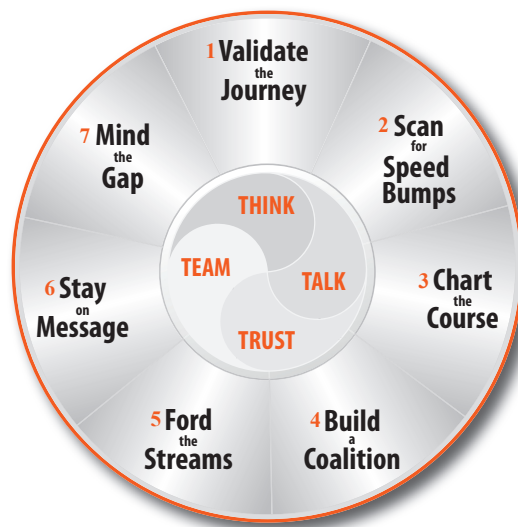 1 Validate
the
Journey
2 Scan
for
Speed
Bumps
3 Chart
the
Course
4 Build
a
Coalition
5 Ford
the
Streams
6 Stay
on
Message
7 Mind
the
Gap
THINK
TALK
TRUST
TEAM